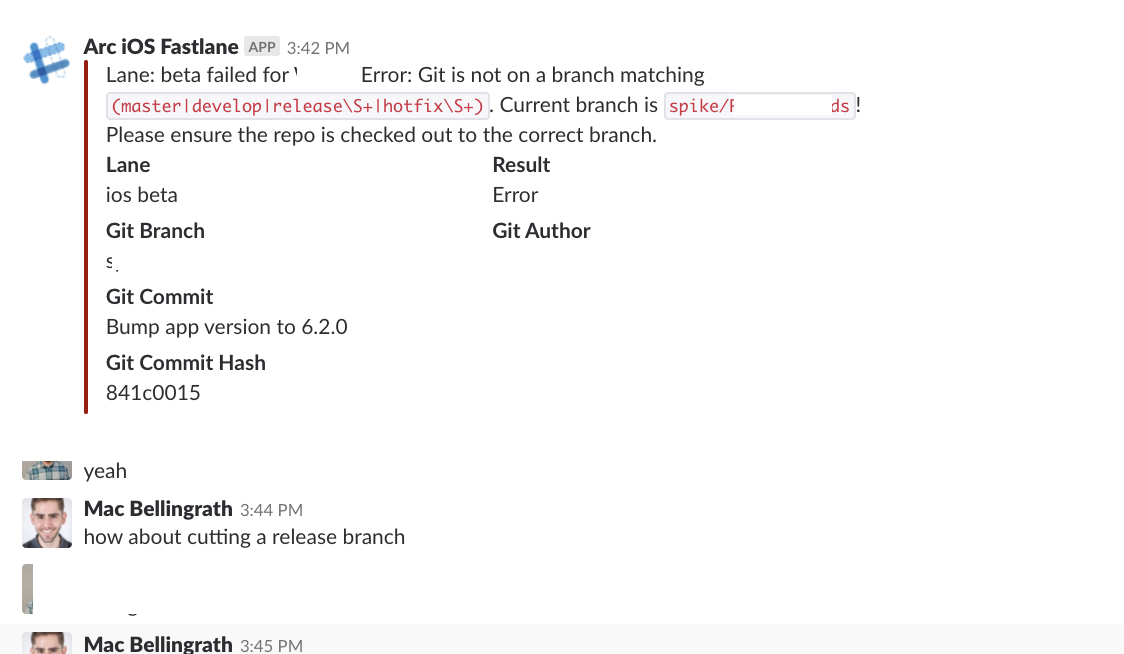 Arc iOS Fastlane APP 3:42 PM
Lane: beta failed for Error: Git is not on a branch matching
(master|develop|release\S+|hotfix\S+). Current branch is spike/ ds!
Please ensure the repo is checked out to the correct branch.
Lane Result
ios beta Error
Git Branch Git Author
Git Commit
Bump app version to 6.2.0
Git Commit Hash
841c0015
yeah
Mac Bellingrath 3:44 PM
how about cutting a release branch
Mac Bellingrath 3:45 PM